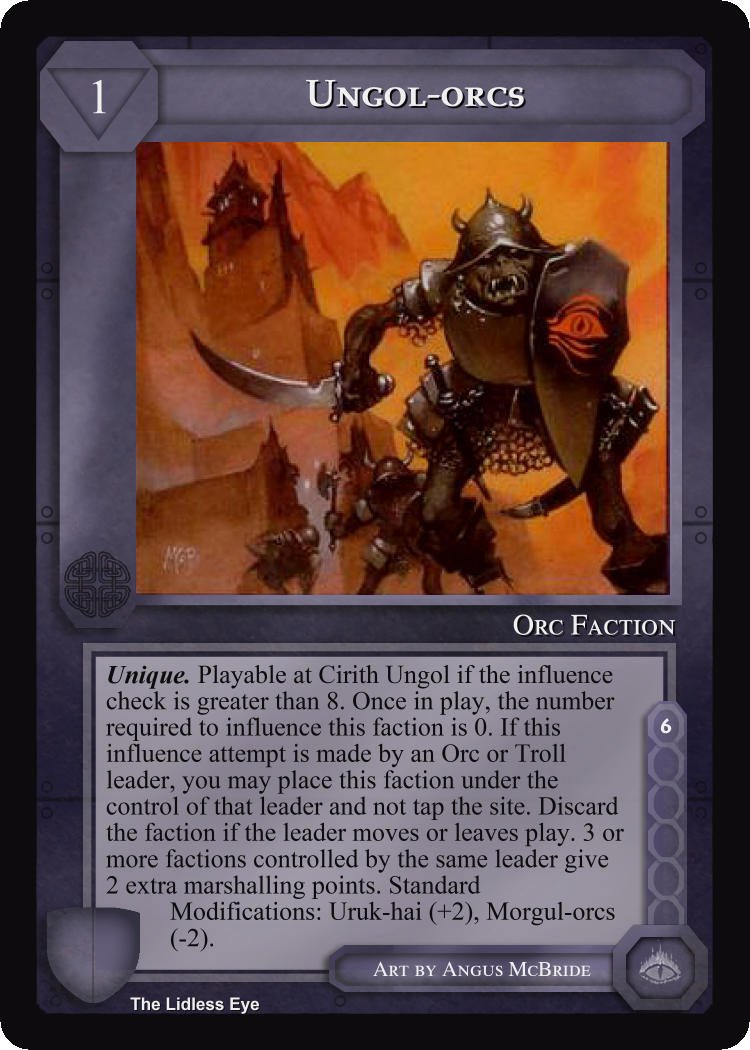 1
Ungol-orcs
McB
Orc Faction
Unique. Playable at Cirith Ungol if the influence
check is greater than 8. Once in play, the number
required to influence this faction is 0. If this
influence attempt is made by an Orc or Troll
leader, you may place this faction under the
control of that leader and not tap the site. Discard
the faction if the leader moves or leaves play. 3 or
more factions controlled by the same leader give
2 extra marshalling points. Standard
Modifications: Uruk-hai (+2), Morgul-orcs
(-2).
6
Art by Angus McBride
The Lidless Eye